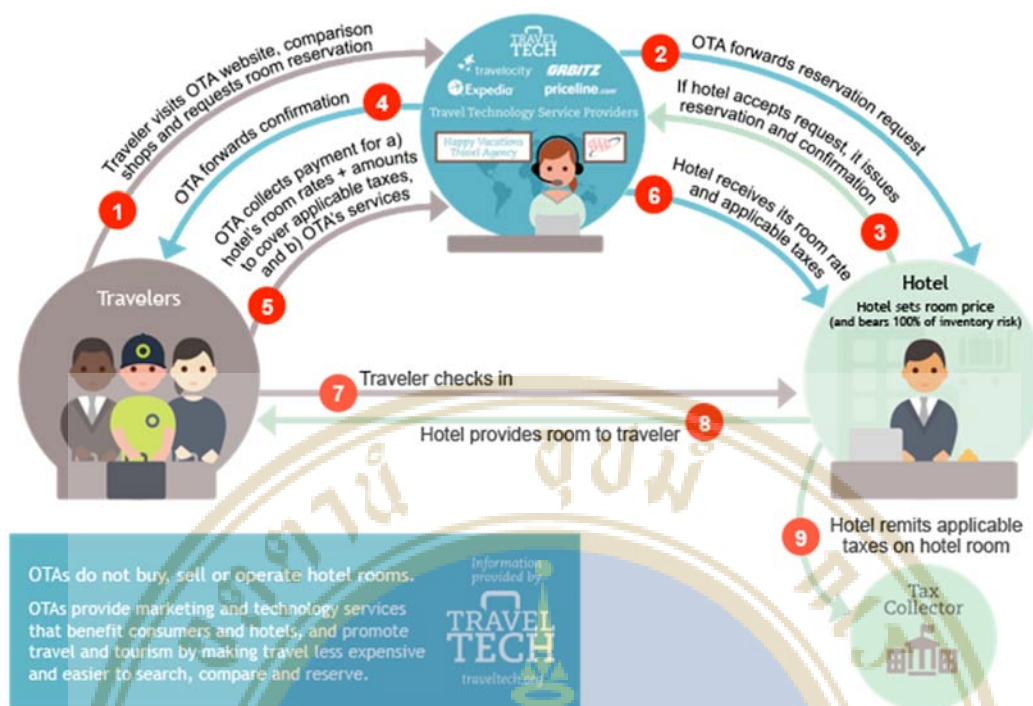 TRAVEL
TECH
travelocity
ORBITZ
Expedia
priceline.com
Travel Technology Service Providers
Happy Vacations
Travel Agency
AAA
1
Traveler visits OTA website, comparison
shops and requests room reservation
2
OTA forwards reservation request
3
If hotel accepts request, it issues
reservation and confirmation
4
OTA forwards confirmation
5
OTA collects payment for a)
hotel's room rates + amounts
to cover applicable taxes,
and b) OTA's services
6
Hotel receives its room rate
and applicable taxes
Travelers
Hotel
Hotel sets room price
(and bears 100% of inventory risk)
7
Traveler checks in
8
Hotel provides room to traveler
9
Hotel remits applicable
taxes on hotel room
Tax
Collector
OTAs do not buy, sell or operate hotel rooms.
OTAs provide marketing and technology services
that benefit consumers and hotels, and promote
travel and tourism by making travel less expensive
and easier to search, compare and reserve.
Information
provided by
TRAVEL
TECH
traveltech.org